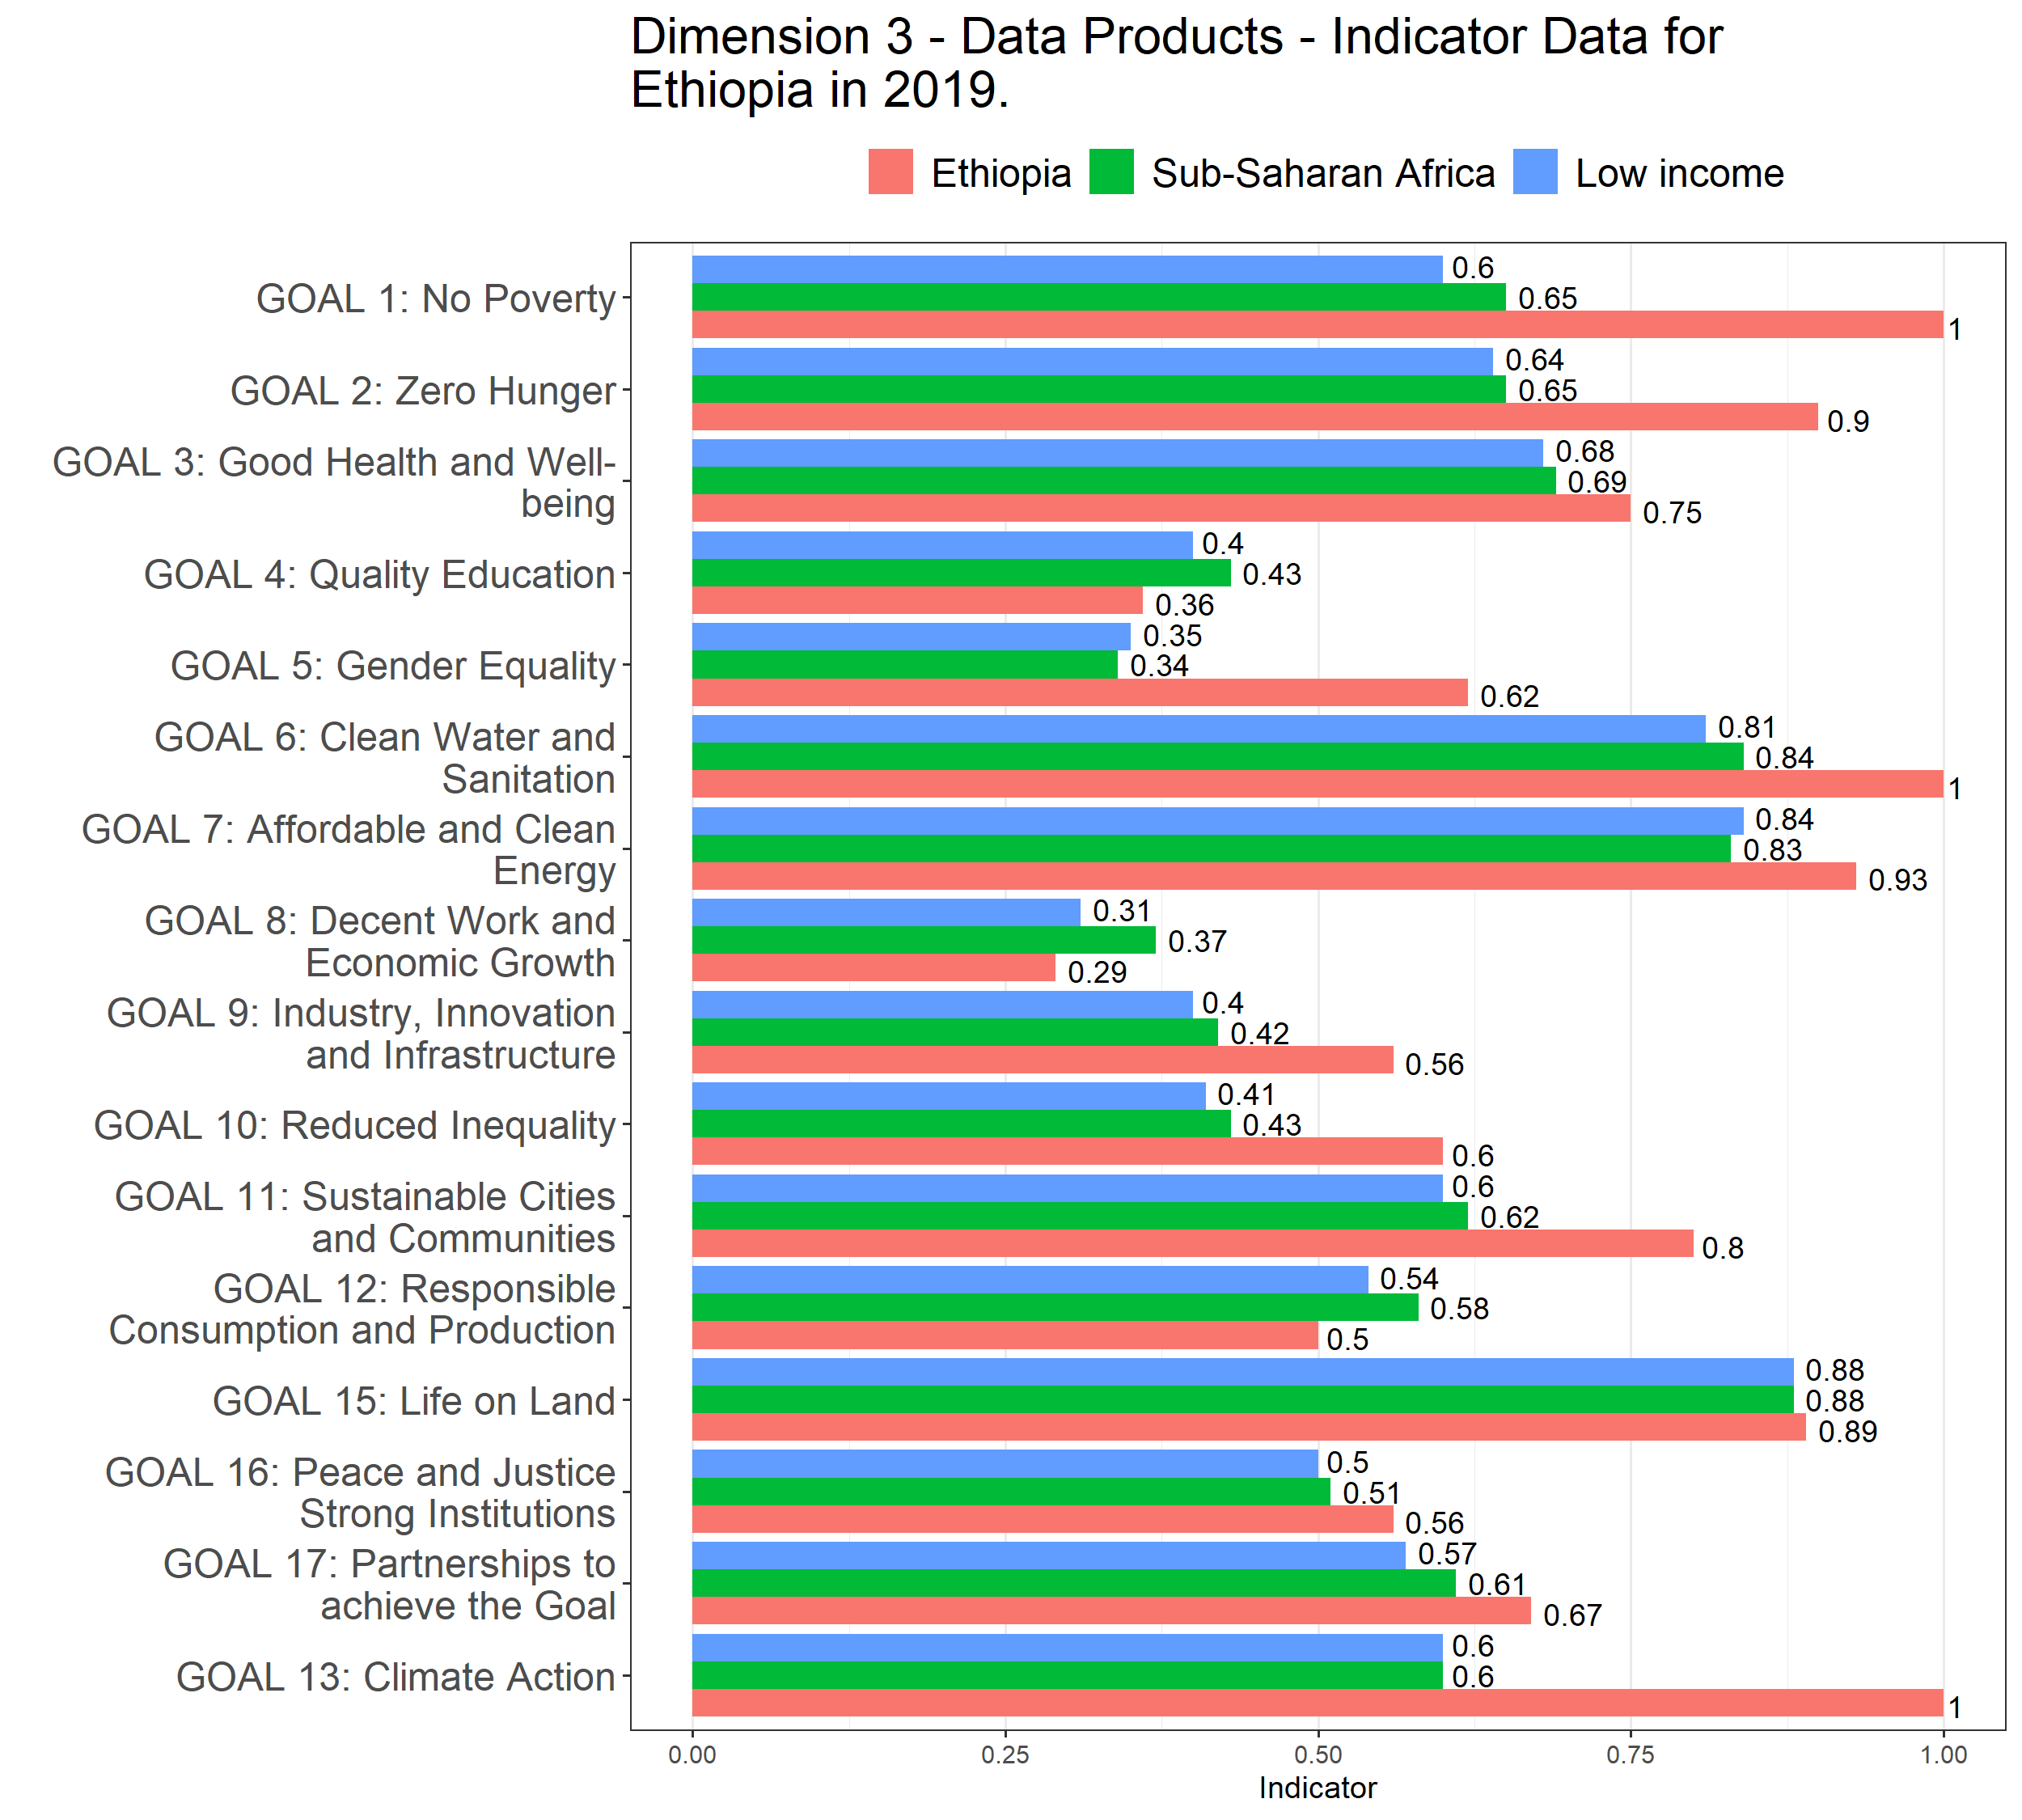 Dimension 3 - Data Products - Indicator Data for
Ethiopia in 2019.
Ethiopia Sub-Saharan Africa Low income
GOAL 1: No Poverty
0.6
0.65
1
GOAL 2: Zero Hunger
0.64
0.65
0.9
GOAL 3: Good Health and Well-
being
0.68
0.69
0.75
GOAL 4: Quality Education
0.4
0.43
0.36
GOAL 5: Gender Equality
0.35
0.34
0.62
GOAL 6: Clean Water and
Sanitation
0.81
0.84
1
GOAL 7: Affordable and Clean
Energy
0.84
0.83
0.93
GOAL 8: Decent Work and
Economic Growth
0.31
0.37
0.29
GOAL 9: Industry, Innovation
and Infrastructure
0.4
0.42
0.56
GOAL 10: Reduced Inequality
0.41
0.43
0.6
GOAL 11: Sustainable Cities
and Communities
0.6
0.62
0.8
GOAL 12: Responsible
Consumption and Production
0.54
0.58
0.5
GOAL 15: Life on Land
0.88
0.88
0.89
GOAL 16: Peace and Justice
Strong Institutions
0.5
0.51
0.56
GOAL 17: Partnerships to
achieve the Goal
0.57
0.61
0.67
GOAL 13: Climate Action
0.6
0.6
1
0.00 0.25 0.50 0.75 1.00
Indicator